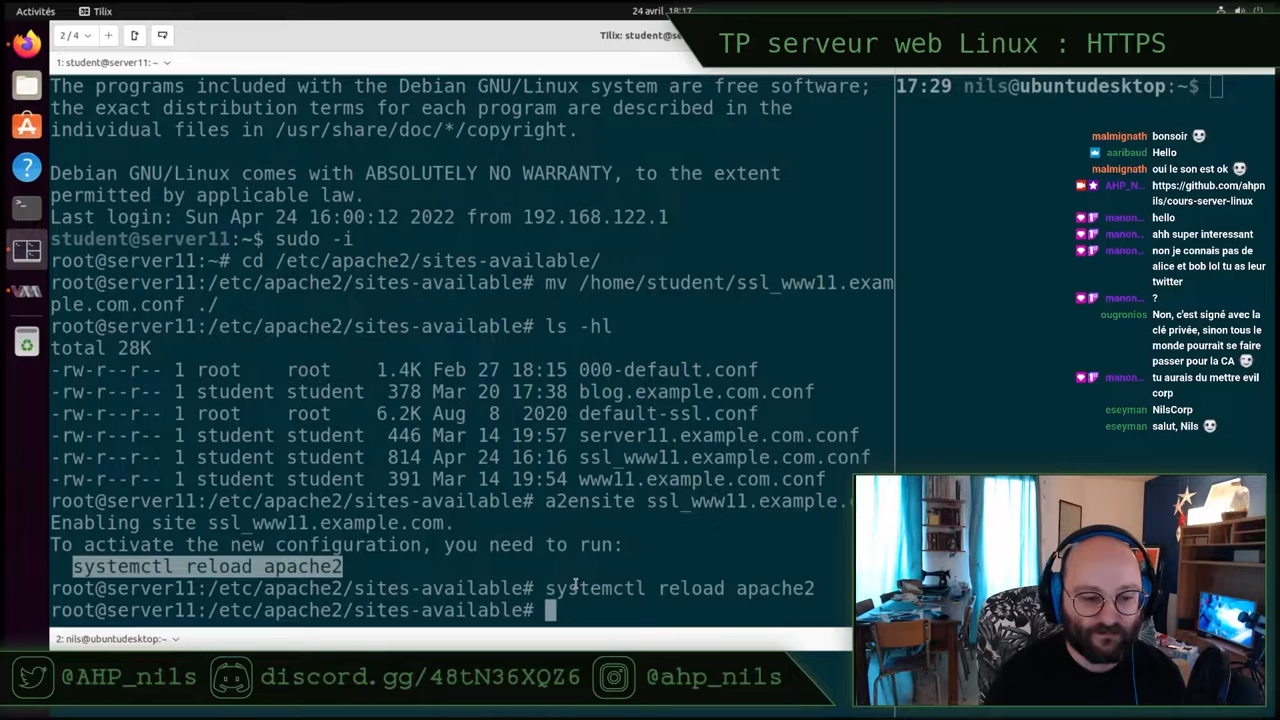 Activités
Tilix
24 avril 18:17
2/4
Tilix: student@se
TP serveur web Linux : HTTPS
1: student@server11: ~
The programs included with the Debian GNU/Linux system are free software;
the exact distribution terms for each program are described in the
individual files in /usr/share/doc/*/copyright.
Debian GNU/Linux comes with ABSOLUTELY NO WARRANTY, to the extent
permitted by applicable law.
Last login: Sun Apr 24 16:00:12 2022 from 192.168.122.1
student@server11:~$ sudo -i
root@server11:~# cd /etc/apache2/sites-available/
root@server11:/etc/apache2/sites-available# mv /home/student/ssl_www11.exam
ple.com.conf ./
root@server11:/etc/apache2/sites-available# ls -hl
total 28K
-rw-r--r-- 1 root    root    1.4K Feb 27 18:15 000-default.conf
-rw-r--r-- 1 student student  378 Mar 20 17:38 blog.example.com.conf
-rw-r--r-- 1 root    root    6.2K Aug  8  2020 default-ssl.conf
-rw-r--r-- 1 student student  446 Mar 14 19:57 server11.example.com.conf
-rw-r--r-- 1 student student  814 Apr 24 16:16 ssl_www11.example.com.conf
-rw-r--r-- 1 student student  391 Mar 14 19:54 www11.example.com.conf
root@server11:/etc/apache2/sites-available# a2ensite ssl_www11.example.
Enabling site ssl_www11.example.com.
To activate the new configuration, you need to run:
systemctl reload apache2
root@server11:/etc/apache2/sites-available# systemctl reload apache2
root@server11:/etc/apache2/sites-available#
2: nils@ubuntudesktop:~
17:29 nils@ubuntudesktop:~$
malmignath bonsoir
aaribaud Hello
malmignath oui le son est ok
AHP_N... https://github.com/ahpn
ils/cours-server-linux
manon... hello
manon... ahh super interessant
manon... non je connais pas de
alice et bob lol tu as leur
twitter
manon... ?
ougronios Non, c'est signé avec la
clé privée, sinon tous le
monde pourrait se faire
passer pour la CA
manon... tu aurais du mettre evil
corp
eseyman NilsCorp
eseyman salut, Nils
@AHP_nils
discord.gg/48tN36XQZ6
@ahp_nils